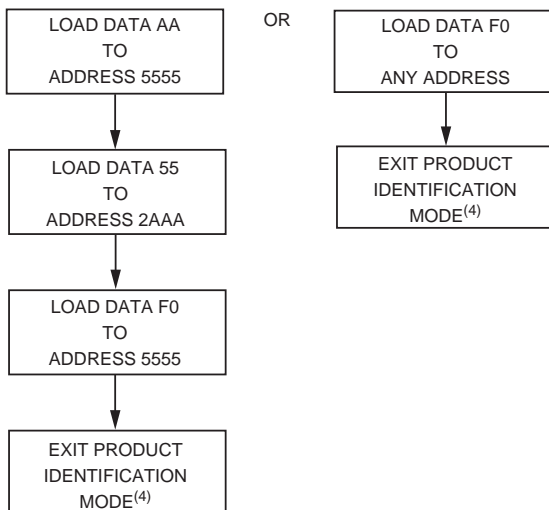 LOAD DATA AA
TO
ADDRESS 5555
LOAD DATA 55
TO
ADDRESS 2AAA
LOAD DATA F0
TO
ADDRESS 5555
EXIT PRODUCT
IDENTIFICATION
MODE(4)
OR
LOAD DATA F0
TO
ANY ADDRESS
EXIT PRODUCT
IDENTIFICATION
MODE(4)